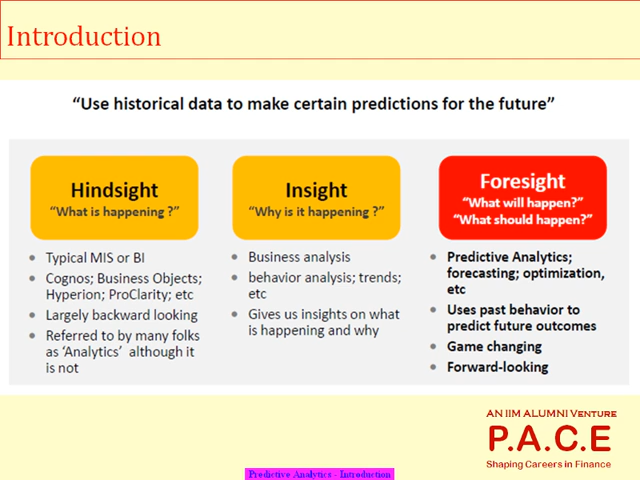 Introduction
“Use historical data to make certain predictions for the future”
Hindsight
“What is happening ?”
• Typical MIS or BI
• Cognos; Business Objects;
Hyperion; ProClarity; etc
• Largely backward looking
• Referred to by many folks
as ‘Analytics’ although it
is not
Insight
“Why is it happening ?”
• Business analysis
• behavior analysis; trends;
etc
• Gives us insights on what
is happening and why
Foresight
“What will happen?”
“What should happen?”
• Predictive Analytics;
forecasting; optimization,
etc
• Uses past behavior to
predict future outcomes
• Game changing
• Forward-looking
AN IIM ALUMNI VENTURE
P.A.C.E
Shaping Careers in Finance
Predictive Analytics - Introduction